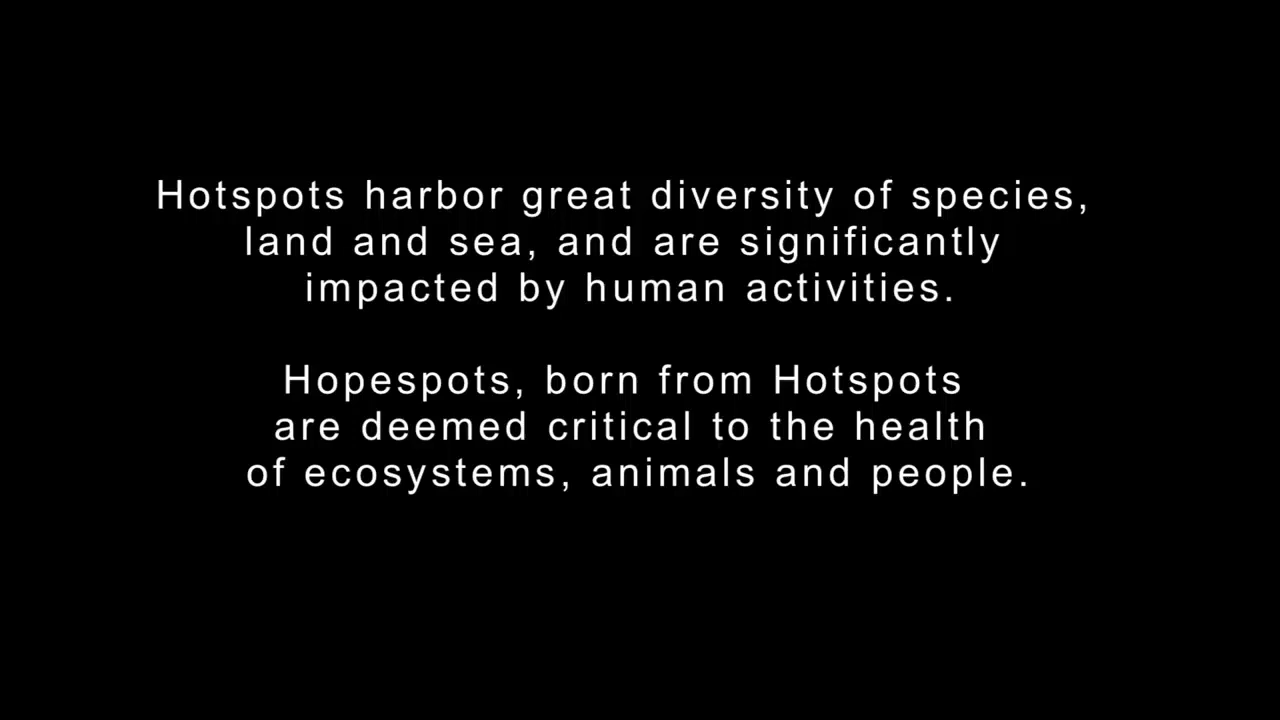 Hotspots harbor great diversity of species,
land and sea, and are significantly
impacted by human activities.
Hopespots, born from Hotspots
are deemed critical to the health
of ecosystems, animals and people.